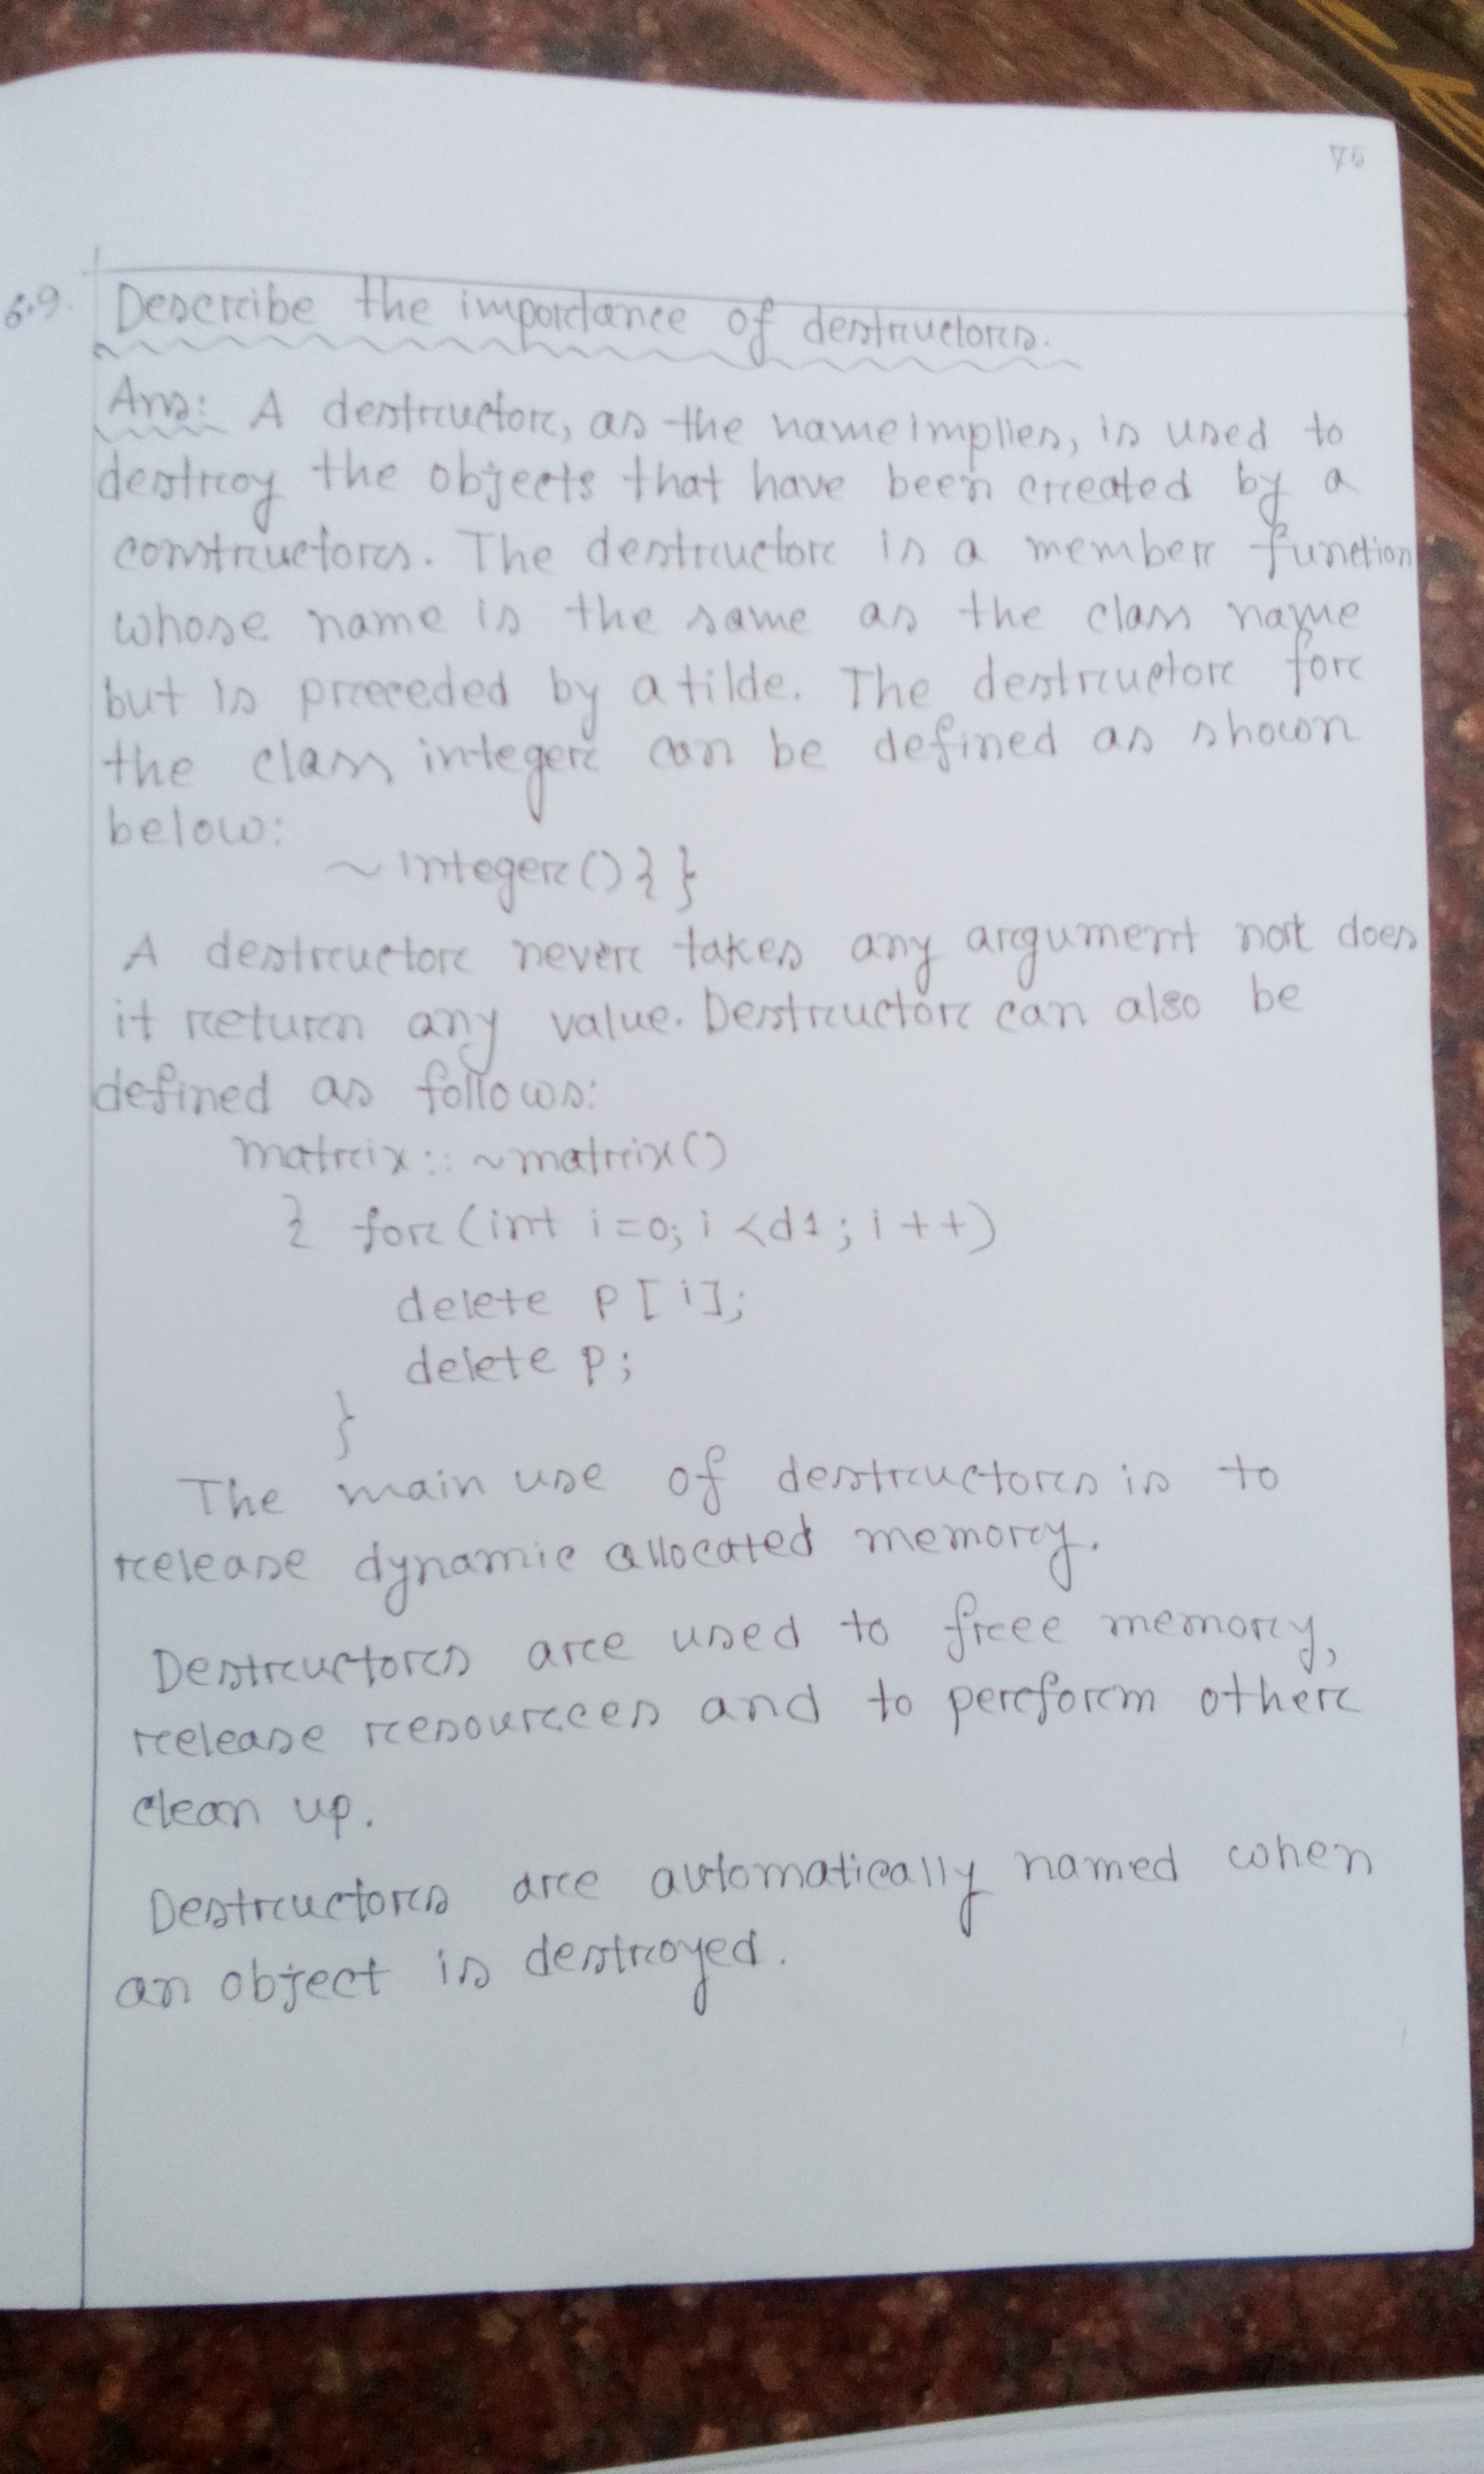 75
6.9. Describe the importance of destructors.
Ans: A destructor, as the name implies, is used to
destroy the objects that have been created by a
constructors. The destructor is a member function
whose name is the same as the class name
but is preceded by a tilde. The destructor for
the class integer can be defined as shown
below:
~ integer() { }
A destructor never takes any argument not does
it return any value. Destructor can also be
defined as follows:
matrix :: ~matrix()
{ for (int i=0; i <d1; i ++)
delete p [i];
delete p;
}
The main use of destructors is to
release dynamic allocated memory.
Destructors are used to free memory,
release resources and to perform other
clean up.
Destructors are automatically named when
an object is destroyed.